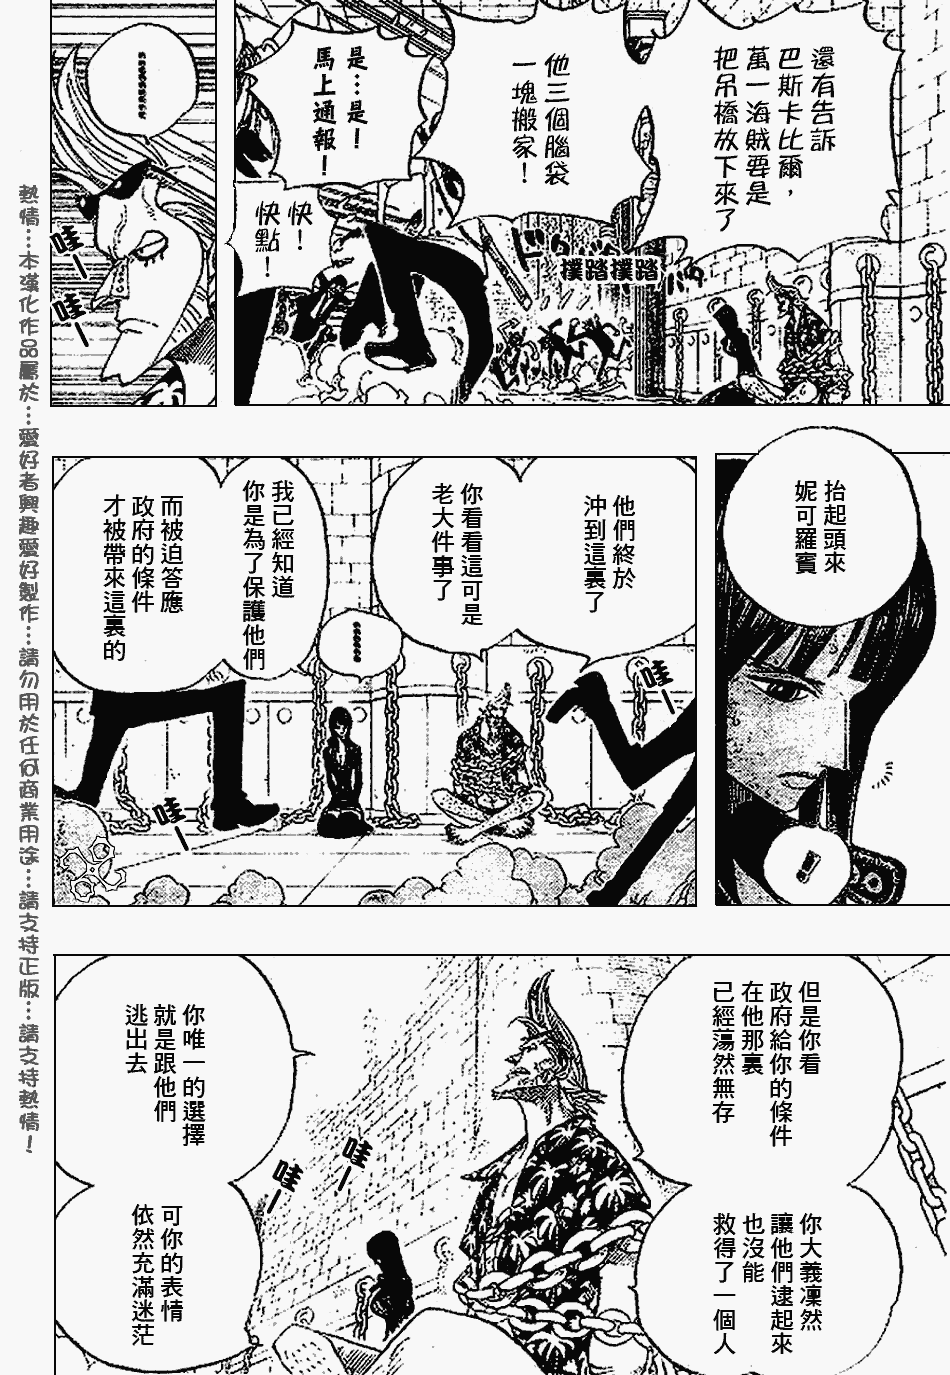 還有告訴
巴斯卡比爾，
萬一海賊要是
把吊橋放下來了
他三個腦袋
一塊搬家！
是…是！
馬上通報！
快！
快點！
撲踏撲踏
哇ー
哇ー
抬起頭來
妮可羅賓
！
他們終於
沖到這裏了
你看看這可是
老大件事了
我已經知道
你是為了保護他們
而被迫答應
政府的條件
才被帶來這裏的
哇ー
哇ー
但是你看
政府給你的條件
在他那裏
已經蕩然無存
你大義凜然
讓他們逮起來
也沒能
救得了一個人
你唯一的選擇
就是跟他們
逃出去
可你的表情
依然充滿迷茫
哇ー
哇ー
熱情…本漢化作品屬於…愛好者興趣愛好製作…請勿用於任何商業用途…請支持正版…請支持熱情！